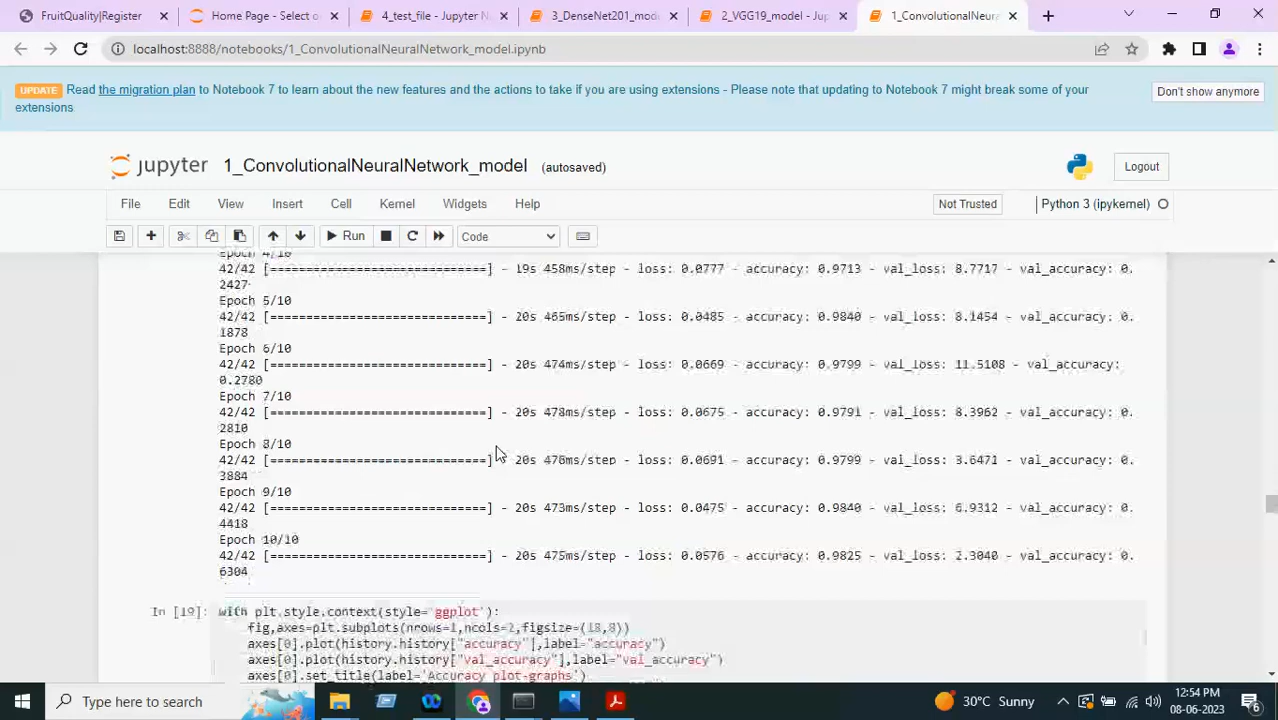 FruitQuality|Register
Home Page - Select o
4_test_file - Jupyter N
3_DenseNet201_mode
2_VGG19_model - Jup
1_ConvolutionalNeura
localhost:8888/notebooks/1_ConvolutionalNeuralNetwork_model.ipynb
UPDATE Read the migration plan to Notebook 7 to learn about the new features and the actions to take if you are using extensions - Please note that updating to Notebook 7 might break some of your
extensions
Don't show anymore
jupyter 1_ConvolutionalNeuralNetwork_model (autosaved)
Logout
File Edit View Insert Cell Kernel Widgets Help
Not Trusted
Python 3 (ipykernel)
Run
Code
Epoch 4/10
42/42 [==============================] - 19s 458ms/step - loss: 0.0777 - accuracy: 0.9713 - val_loss: 8.7717 - val_accuracy: 0.
2427
Epoch 5/10
42/42 [==============================] - 20s 465ms/step - loss: 0.0485 - accuracy: 0.9840 - val_loss: 8.1454 - val_accuracy: 0.
1878
Epoch 6/10
42/42 [==============================] - 20s 474ms/step - loss: 0.0669 - accuracy: 0.9799 - val_loss: 11.5108 - val_accuracy:
0.2780
Epoch 7/10
42/42 [==============================] - 20s 478ms/step - loss: 0.0675 - accuracy: 0.9791 - val_loss: 8.3962 - val_accuracy: 0.
2810
Epoch 8/10
42/42 [==============================] - 20s 476ms/step - loss: 0.0691 - accuracy: 0.9799 - val_loss: 3.6471 - val_accuracy: 0.
3884
Epoch 9/10
42/42 [==============================] - 20s 473ms/step - loss: 0.0475 - accuracy: 0.9840 - val_loss: 6.9312 - val_accuracy: 0.
4418
Epoch 10/10
42/42 [==============================] - 20s 475ms/step - loss: 0.0576 - accuracy: 0.9825 - val_loss: 2.3040 - val_accuracy: 0.
6304
In [19]: with plt.style.context(style='ggplot'):
fig,axes=plt.subplots(nrows=1,ncols=2,figsize=(18,8))
axes[0].plot(history.history["accuracy"],label="accuracy")
axes[0].plot(history.history["val_accuracy"],label="val_accuracy")
axes[0].set_title(label='Accuracy plot-graphs')
Type here to search
30°C Sunny
12:54 PM
08-06-2023
6